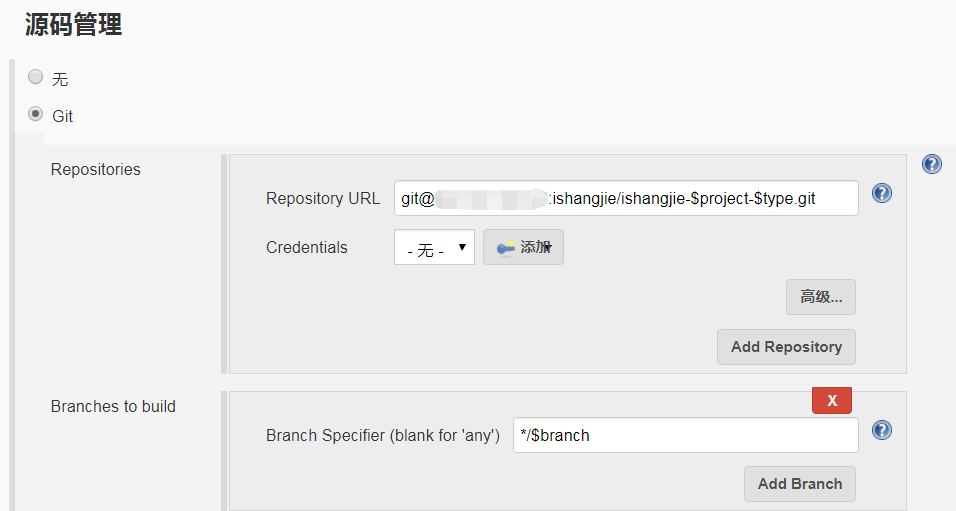 源码管理
无
Git
Repositories
Repository URL git@:ishangjie/ishangjie-$project-$type.git
Credentials - 无 - 添加
高级...
Add Repository
Branches to build
X
Branch Specifier (blank for 'any') */$branch
Add Branch